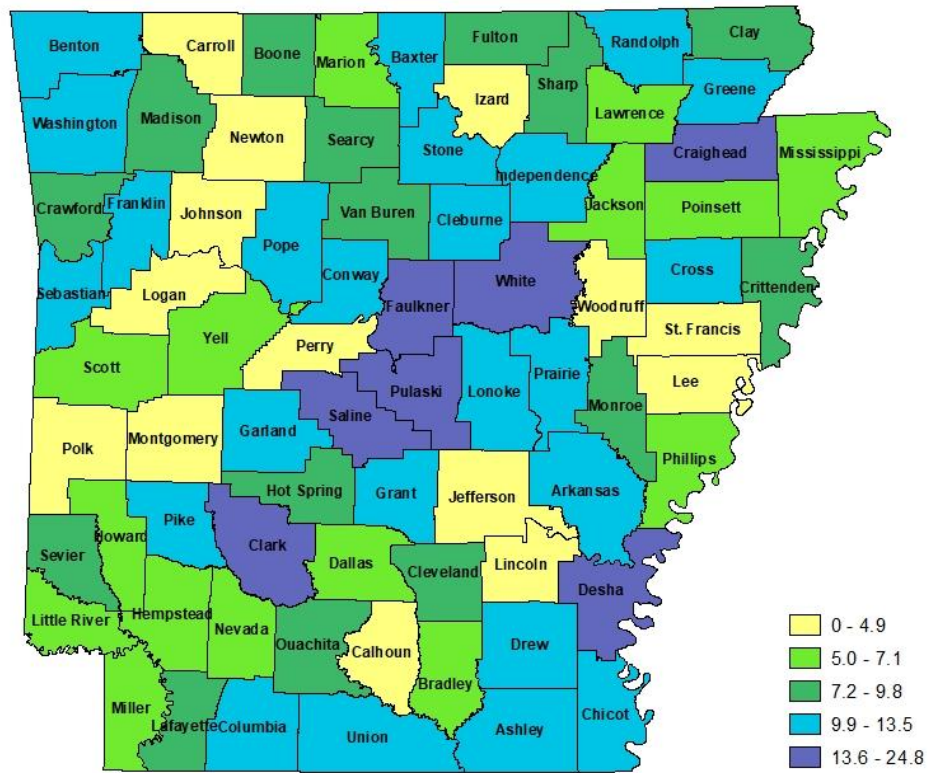 Benton
Carroll
Boone
Marion
Baxter
Fulton
Sharp
Randolph
Clay
Washington
Madison
Newton
Searcy
Stone
Izard
Lawrence
Greene
Independence
Craighead
Mississippi
Crawford
Franklin
Johnson
Pope
Van Buren
Cleburne
Jackson
Poinsett
Sebastian
Logan
Conway
Faulkner
White
Woodruff
Cross
Crittenden
Scott
Yell
Perry
Pulaski
Lonoke
Prairie
St. Francis
Lee
Monroe
Polk
Montgomery
Garland
Saline
Phillips
Hot Spring
Grant
Jefferson
Arkansas
Pike
Clark
Howard
Sevier
Dallas
Cleveland
Lincoln
Desha
Little River
Hempstead
Nevada
Ouachita
Calhoun
Bradley
Drew
Miller
Lafayette
Columbia
Union
Ashley
Chicot
0 - 4.9
5.0 - 7.1
7.2 - 9.8
9.9 - 13.5
13.6 - 24.8